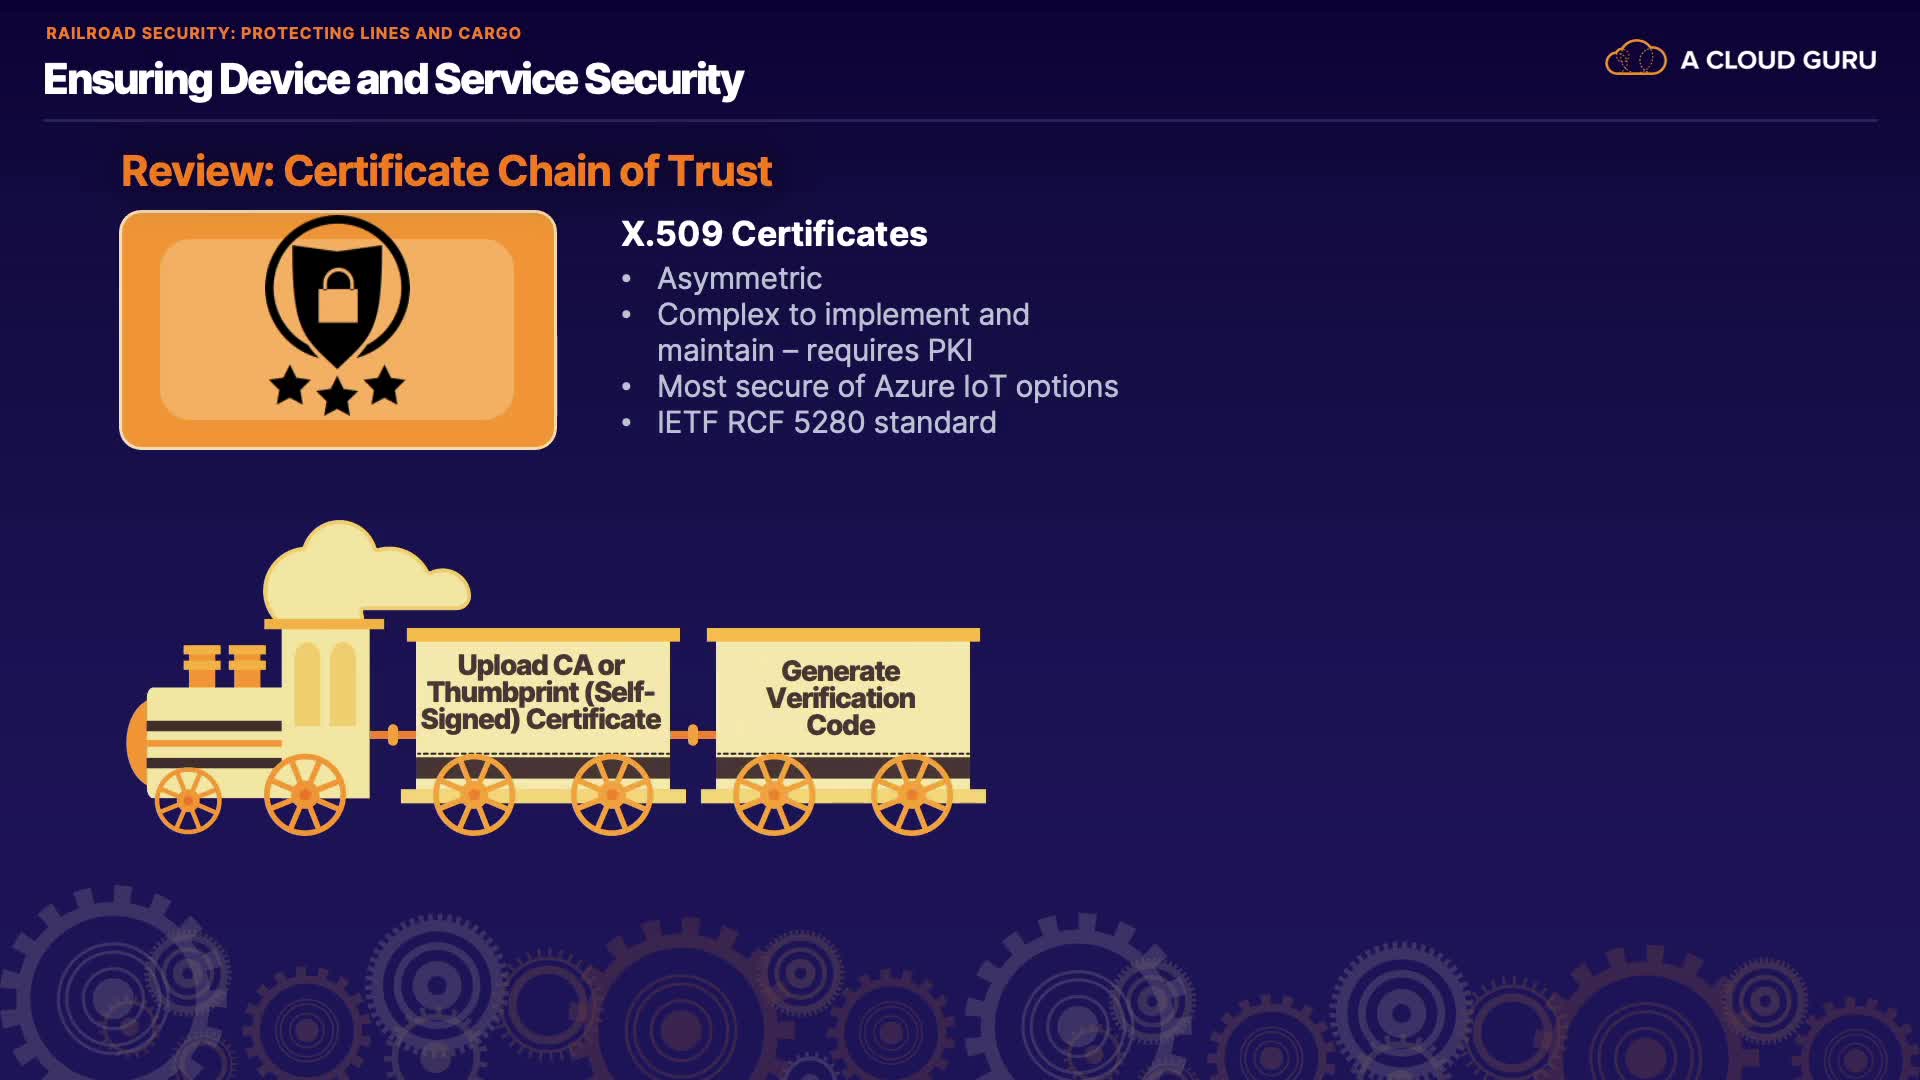 RAILROAD SECURITY: PROTECTING LINES AND CARGO
Ensuring Device and Service Security
A CLOUD GURU
Review: Certificate Chain of Trust
X.509 Certificates
• Asymmetric
• Complex to implement and
maintain – requires PKI
• Most secure of Azure IoT options
• IETF RCF 5280 standard
Upload CA or
Thumbprint (Self-
Signed) Certificate
Generate
Verification
Code